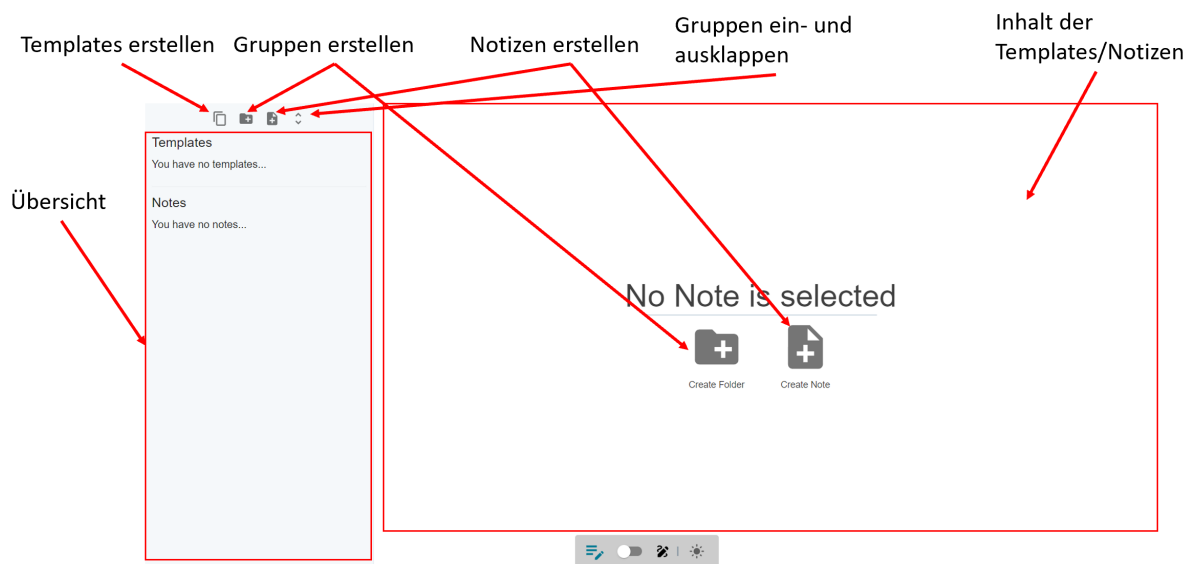 Templates erstellen
Gruppen erstellen
Notizen erstellen
Gruppen ein- und
ausklappen
Inhalt der
Templates/Notizen
Übersicht
Templates
You have no templates...
Notes
You have no notes...
No Note is selected
Create Folder
Create Note